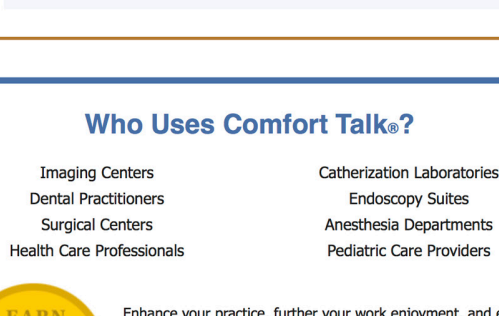 Who Uses Comfort Talk®?
Imaging Centers
Dental Practitioners
Surgical Centers
Health Care Professionals
Catherization Laboratories
Endoscopy Suites
Anesthesia Departments
Pediatric Care Providers
EARN
Enhance your practice, further your work enjoyment, and